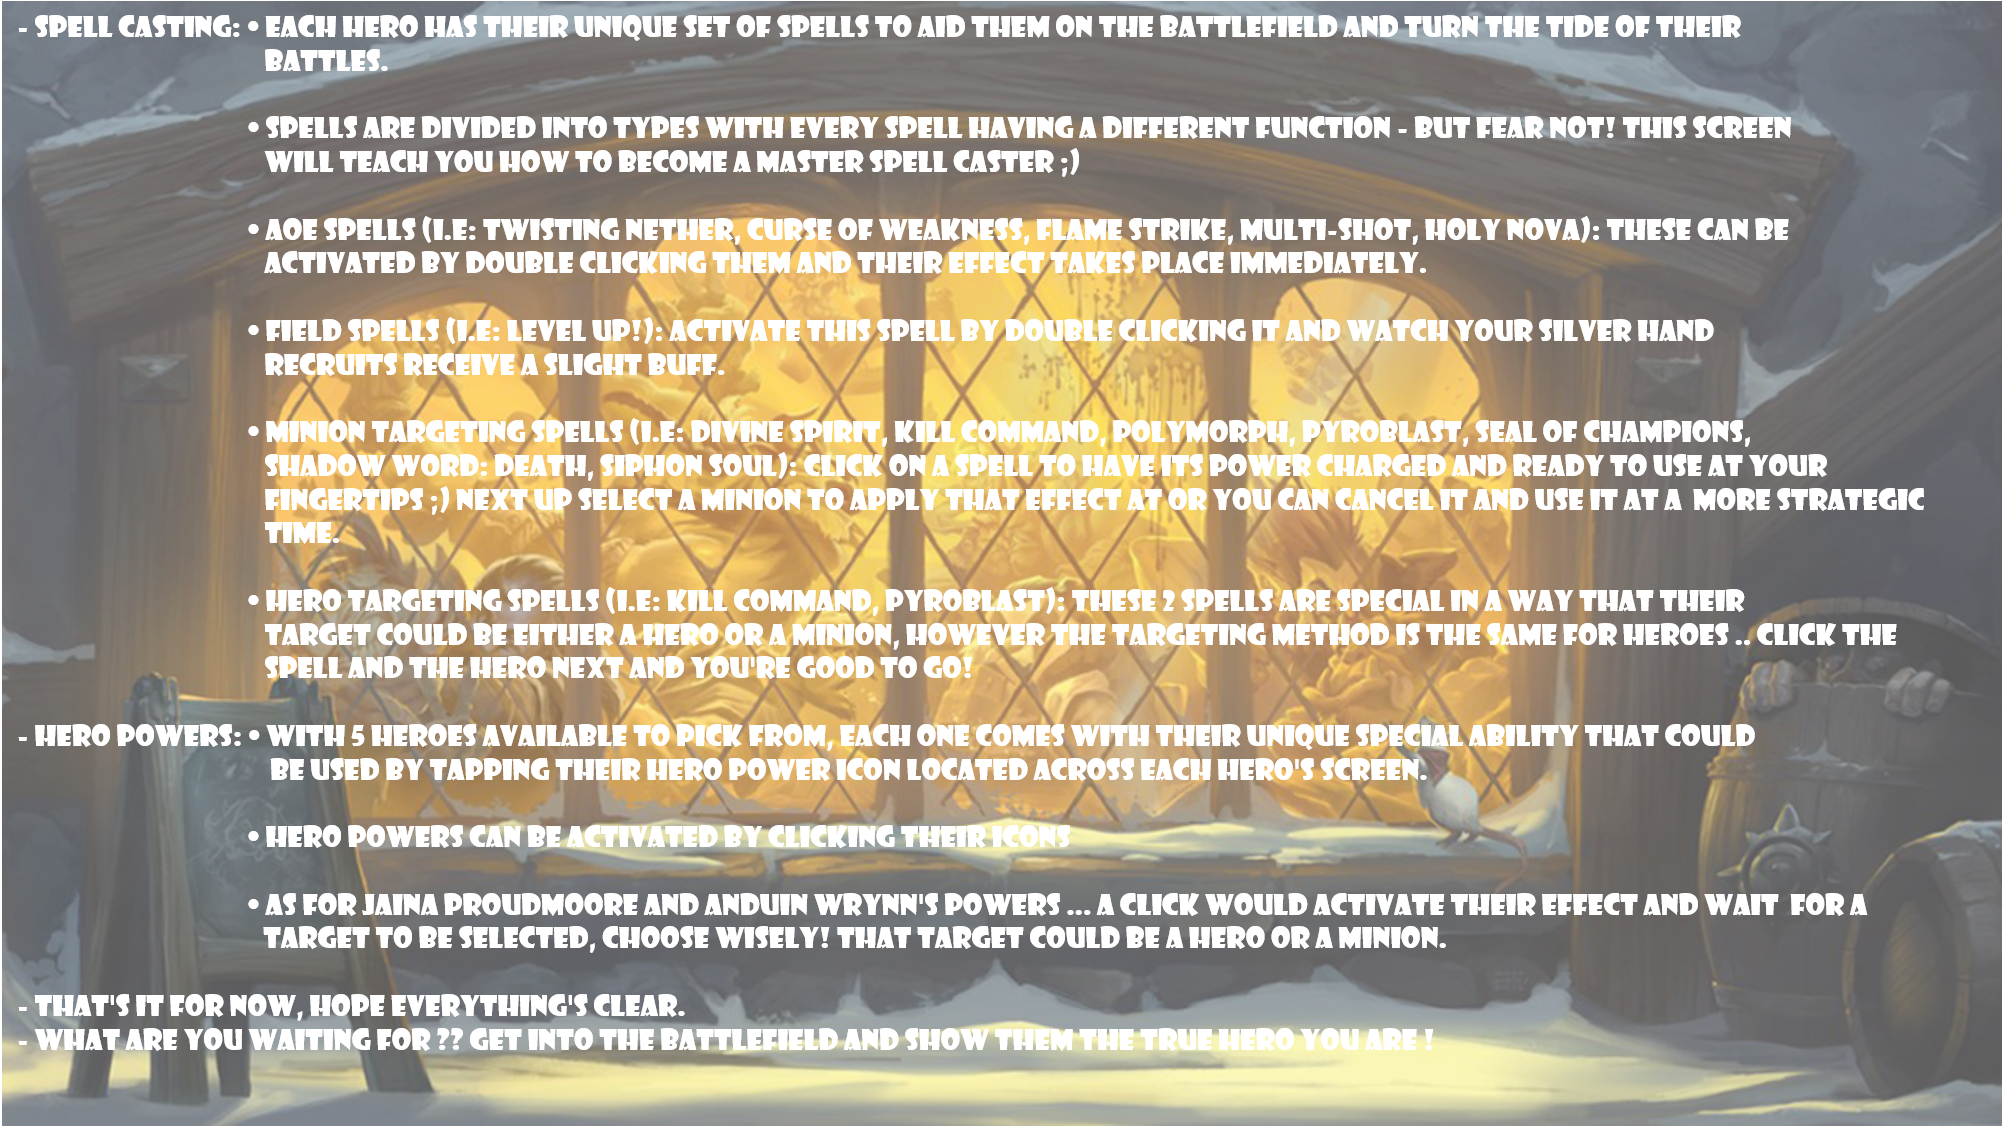 - SPELL CASTING: • EACH HERO HAS THEIR UNIQUE SET OF SPELLS TO AID THEM ON THE BATTLEFIELD AND TURN THE TIDE OF THEIR
BATTLES.
• SPELLS ARE DIVIDED INTO TYPES WITH EVERY SPELL HAVING A DIFFERENT FUNCTION - BUT FEAR NOT! THIS SCREEN
WILL TEACH YOU HOW TO BECOME A MASTER SPELL CASTER ;)
• AOE SPELLS (I.E: TWISTING NETHER, CURSE OF WEAKNESS, FLAME STRIKE, MULTI-SHOT, HOLY NOVA): THESE CAN BE
ACTIVATED BY DOUBLE CLICKING THEM AND THEIR EFFECT TAKES PLACE IMMEDIATELY.
• FIELD SPELLS (I.E: LEVEL UP!): ACTIVATE THIS SPELL BY DOUBLE CLICKING IT AND WATCH YOUR SILVER HAND
RECRUITS RECEIVE A SLIGHT BUFF.
• MINION TARGETING SPELLS (I.E: DIVINE SPIRIT, KILL COMMAND, POLYMORPH, PYROBLAST, SEAL OF CHAMPIONS,
SHADOW WORD: DEATH, SIPHON SOUL): CLICK ON A SPELL TO HAVE ITS POWER CHARGED AND READY TO USE AT YOUR
FINGERTIPS ;) NEXT UP SELECT A MINION TO APPLY THAT EFFECT AT OR YOU CAN CANCEL IT AND USE IT AT A  MORE STRATEGIC
TIME.
• HERO TARGETING SPELLS (I.E: KILL COMMAND, PYROBLAST): THESE 2 SPELLS ARE SPECIAL IN A WAY THAT THEIR
TARGET COULD BE EITHER A HERO OR A MINION, HOWEVER THE TARGETING METHOD IS THE SAME FOR HEROES .. CLICK THE
SPELL AND THE HERO NEXT AND YOU'RE GOOD TO GO!
- HERO POWERS: • WITH 5 HEROES AVAILABLE TO PICK FROM, EACH ONE COMES WITH THEIR UNIQUE SPECIAL ABILITY THAT COULD
BE USED BY TAPPING THEIR HERO POWER ICON LOCATED ACROSS EACH HERO'S SCREEN.
• HERO POWERS CAN BE ACTIVATED BY CLICKING THEIR ICONS
• AS FOR JAINA PROUDMOORE AND ANDUIN WRYNN'S POWERS ... A CLICK WOULD ACTIVATE THEIR EFFECT AND WAIT  FOR A
TARGET TO BE SELECTED, CHOOSE WISELY! THAT TARGET COULD BE A HERO OR A MINION.
- THAT'S IT FOR NOW, HOPE EVERYTHING'S CLEAR.
- WHAT ARE YOU WAITING FOR ?? GET INTO THE BATTLEFIELD AND SHOW THEM THE TRUE HERO YOU ARE !